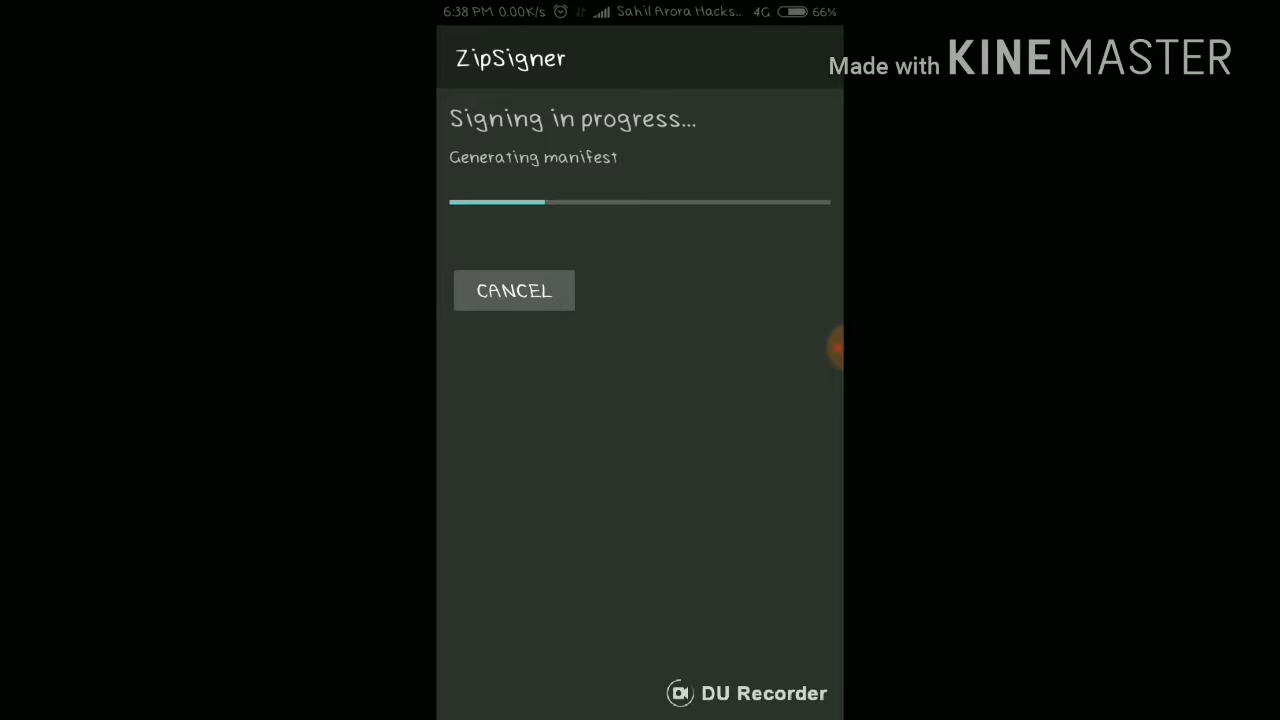 6:38 PM 0.00K/s Sahil Arora Hacks.. 4G 66%
ZipSigner
Made with KINEMASTER
Signing in progress...
Generating manifest
CANCEL
DU Recorder